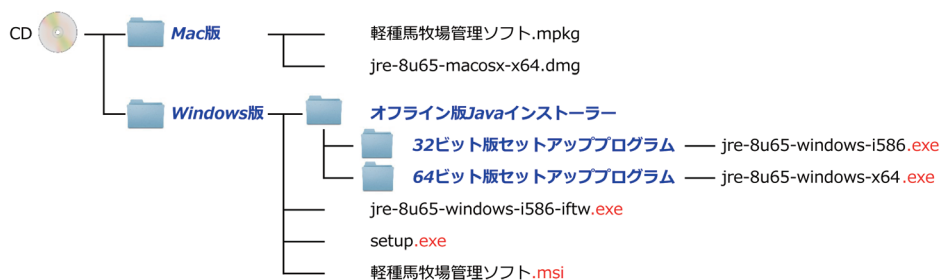 CD
Mac版
軽種馬牧場管理ソフト.mpkg
jre-8u65-macosx-x64.dmg
Windows版
オフライン版Javaインストーラー
32ビット版セットアッププログラム
jre-8u65-windows-i586.exe
64ビット版セットアッププログラム
jre-8u65-windows-x64.exe
jre-8u65-windows-i586-iftw.exe
setup.exe
軽種馬牧場管理ソフト.msi